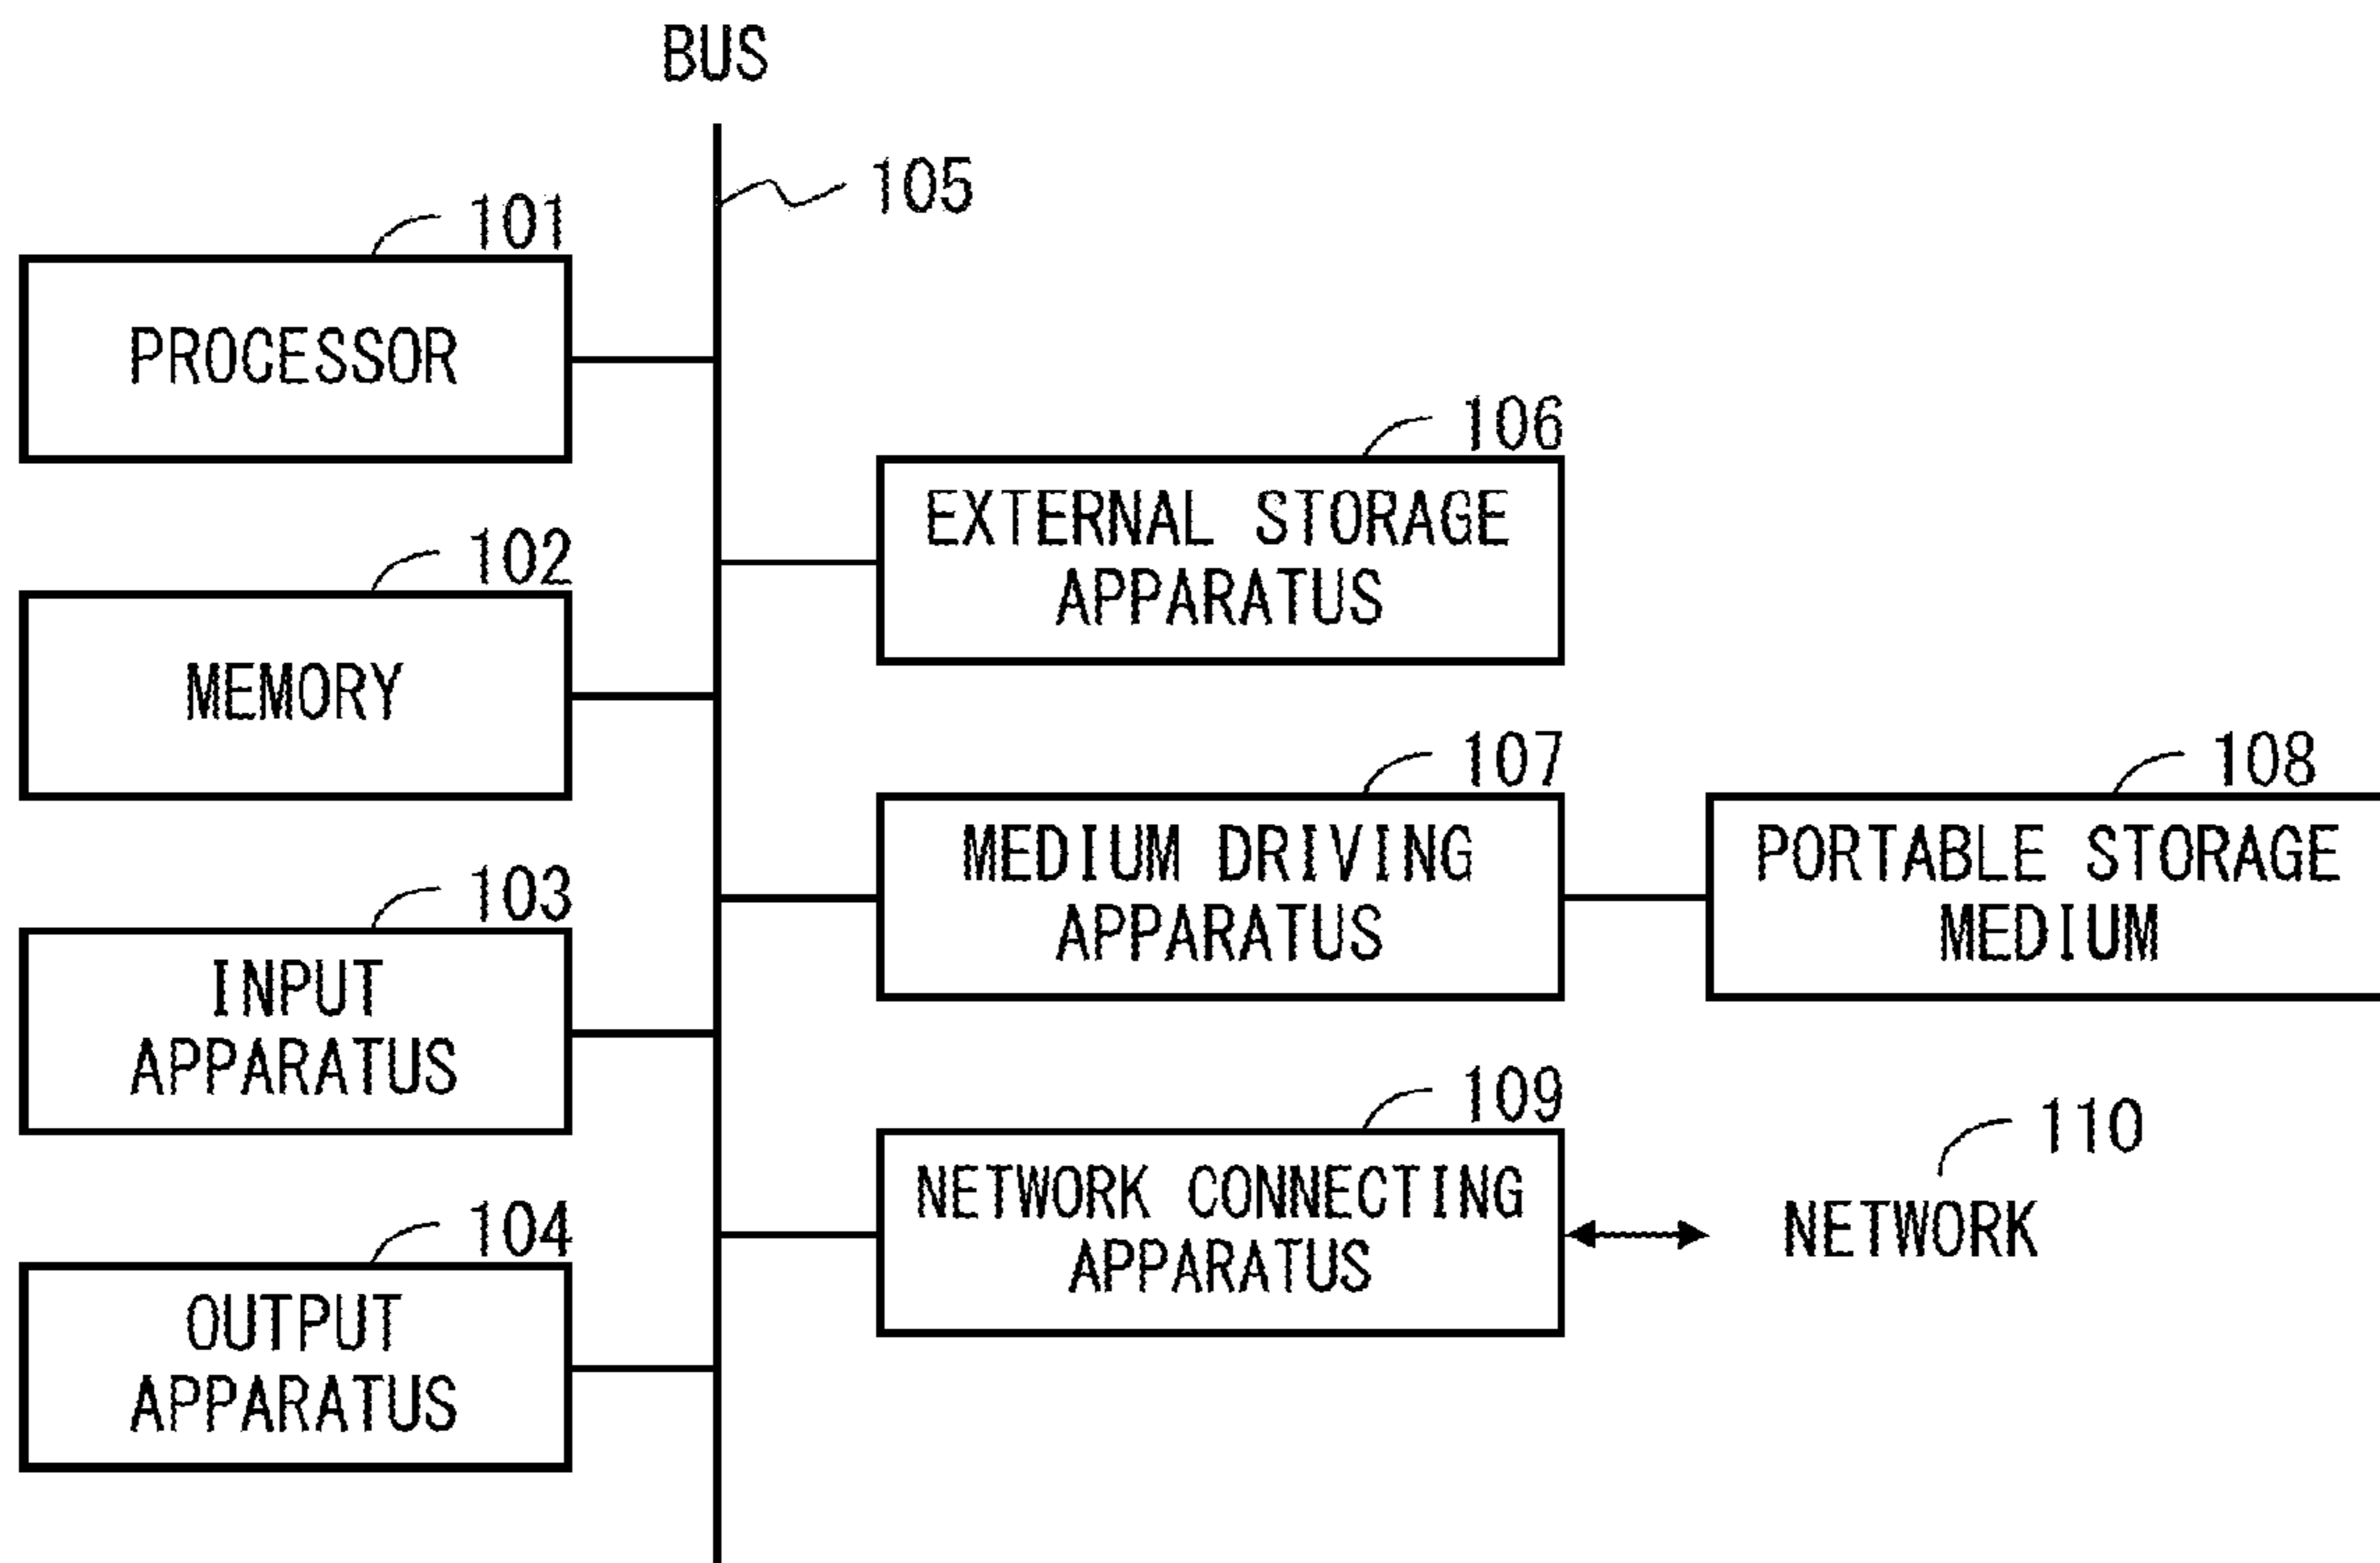 BUS
105
101
PROCESSOR
106
EXTERNAL STORAGE
APPARATUS
102
MEMORY
107
MEDIUM DRIVING
APPARATUS
108
PORTABLE STORAGE
MEDIUM
103
INPUT
APPARATUS
109
NETWORK CONNECTING
APPARATUS
110
NETWORK
104
OUTPUT
APPARATUS